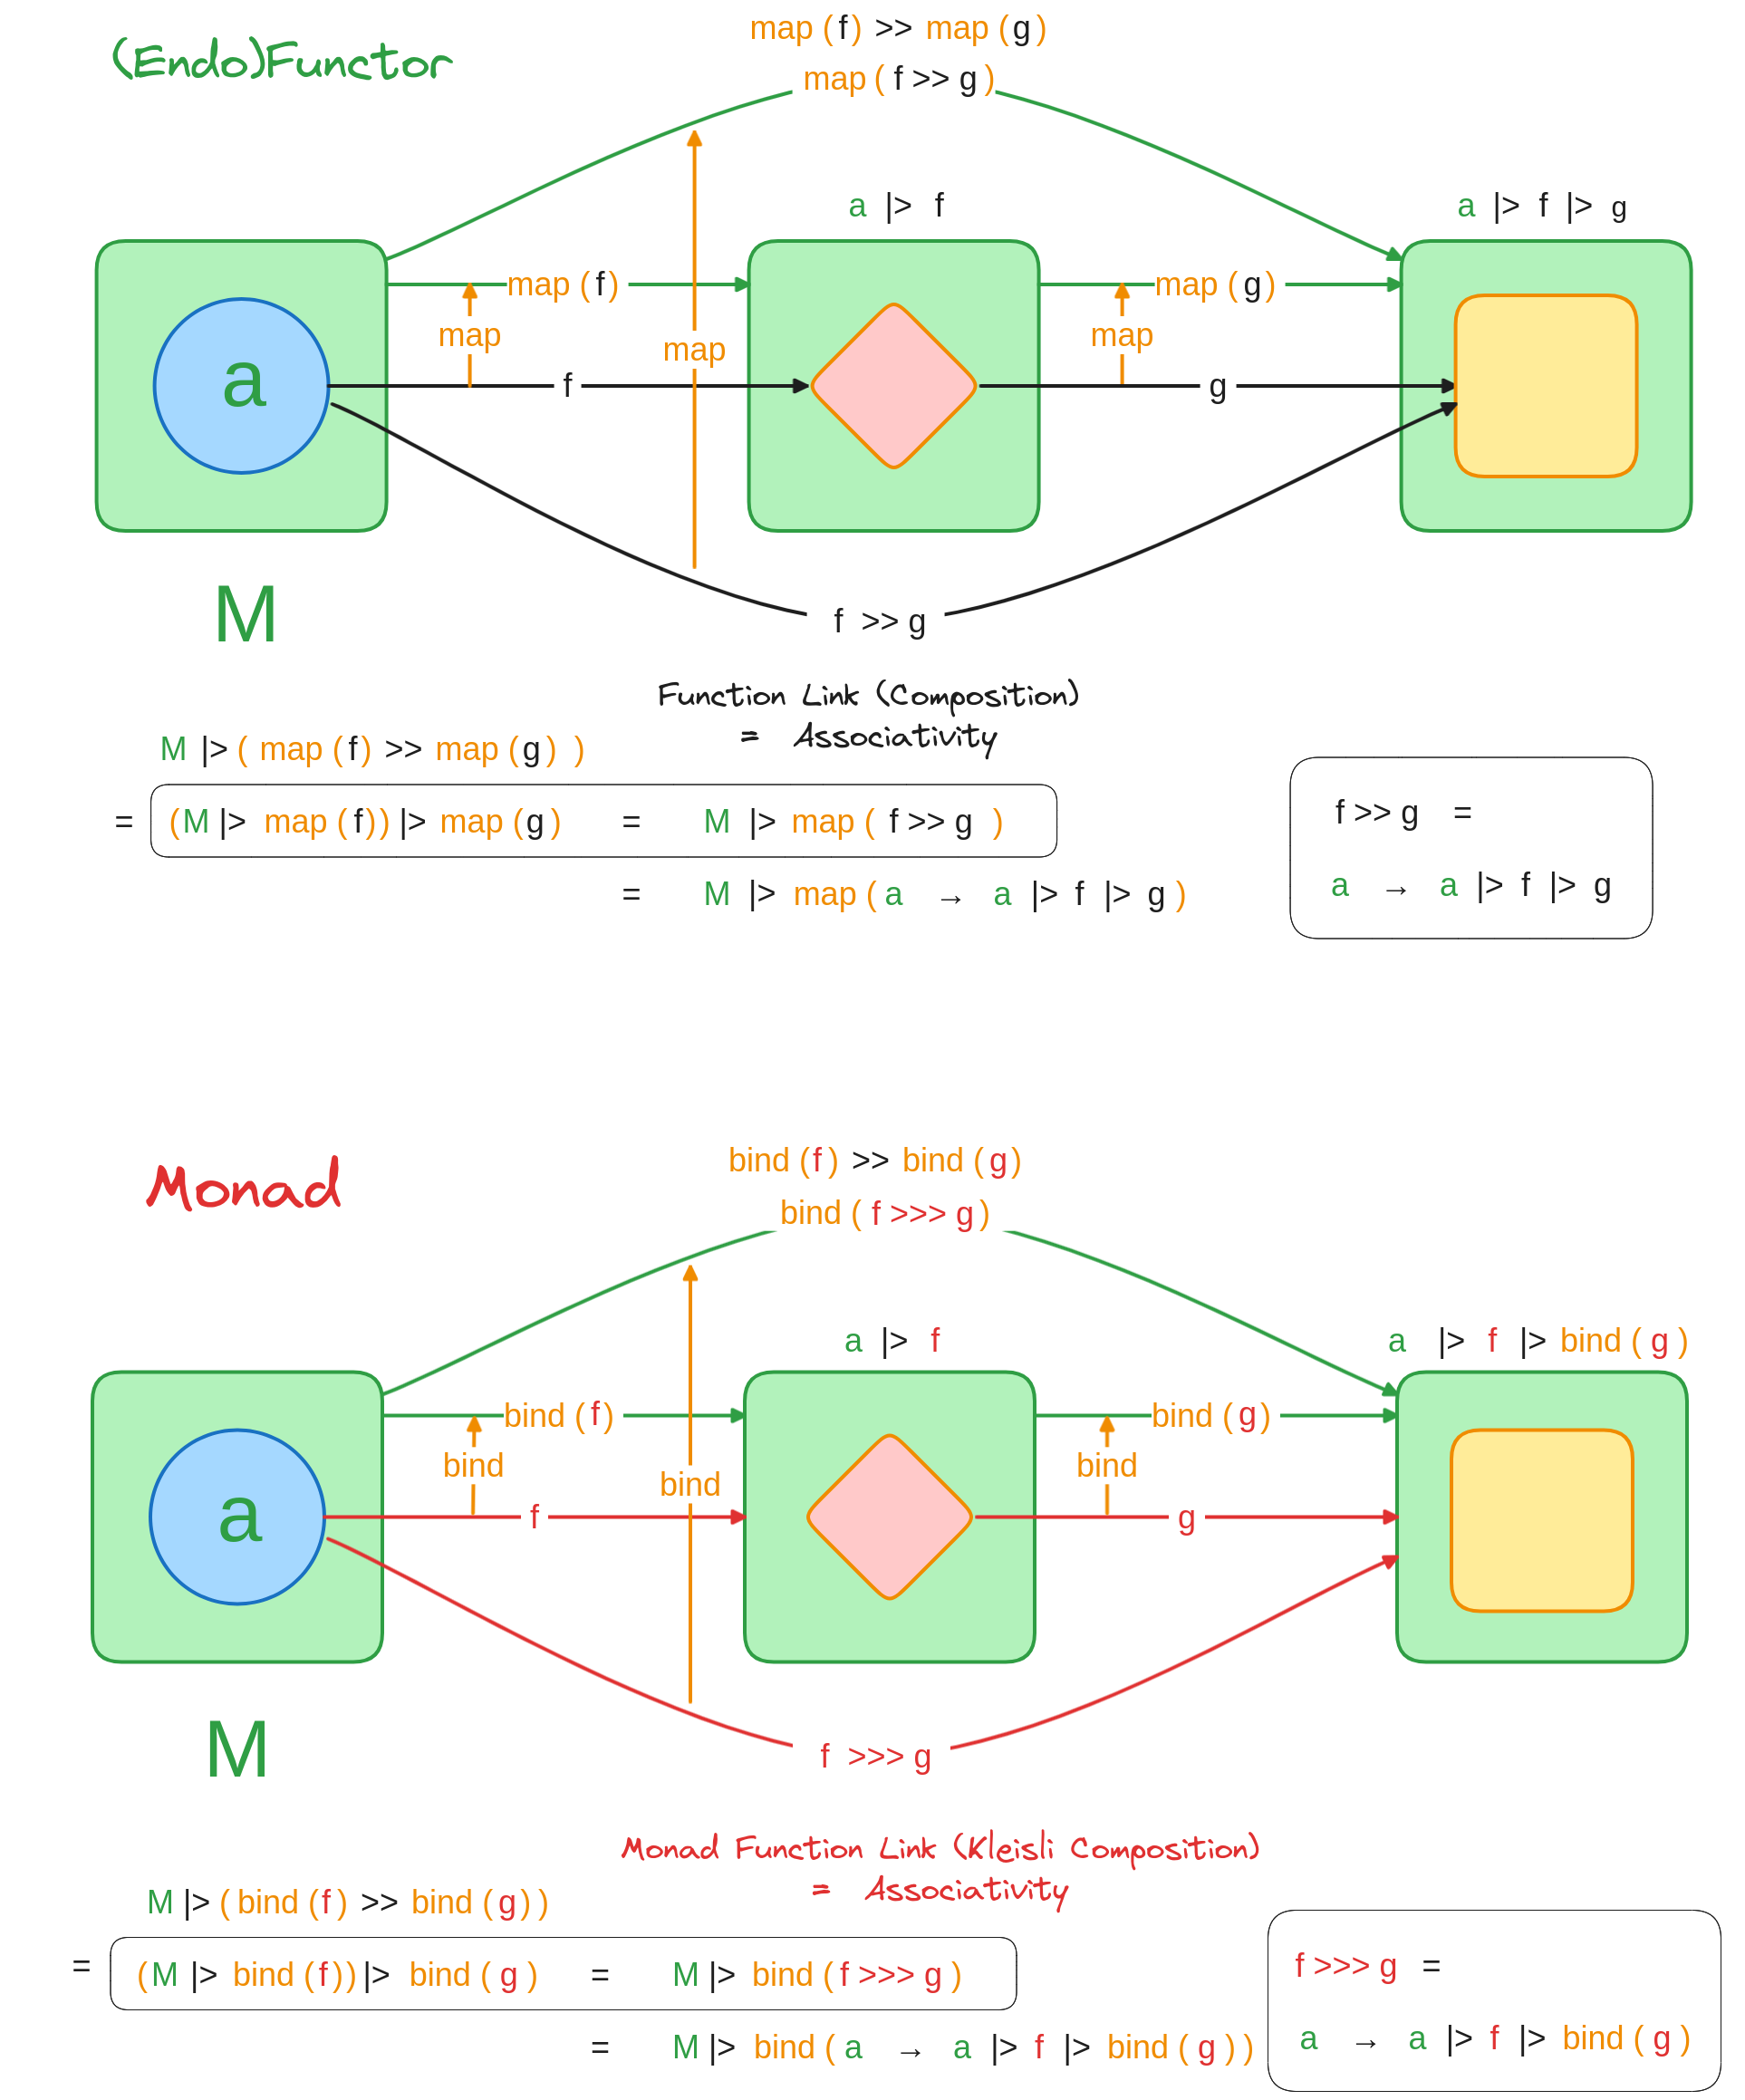 (Endo)Functor
map (f) >> map (g)
map ( f >> g )
a |> f
a |> f |> g
map (f)
map (g)
map
map
map
a
f
g
M
f >> g
Function Link (Composition)
= Associativity
M |> ( map (f) >> map (g) )
= (M |> map (f)) |> map (g) = M |> map ( f >> g )
= M |> map ( a → a |> f |> g )
f >> g =
a → a |> f |> g
Monad
bind (f) >> bind (g)
bind ( f >>> g )
a |> f
a |> f |> bind ( g )
bind (f)
bind (g)
bind
bind
bind
a
f
g
M
f >>> g
Monad Function Link (Kleisli Composition)
= Associativity
M |> ( bind (f) >> bind (g) )
= (M |> bind (f)) |> bind ( g ) = M |> bind ( f >>> g )
= M |> bind ( a → a |> f |> bind ( g ) )
f >>> g =
a → a |> f |> bind ( g )